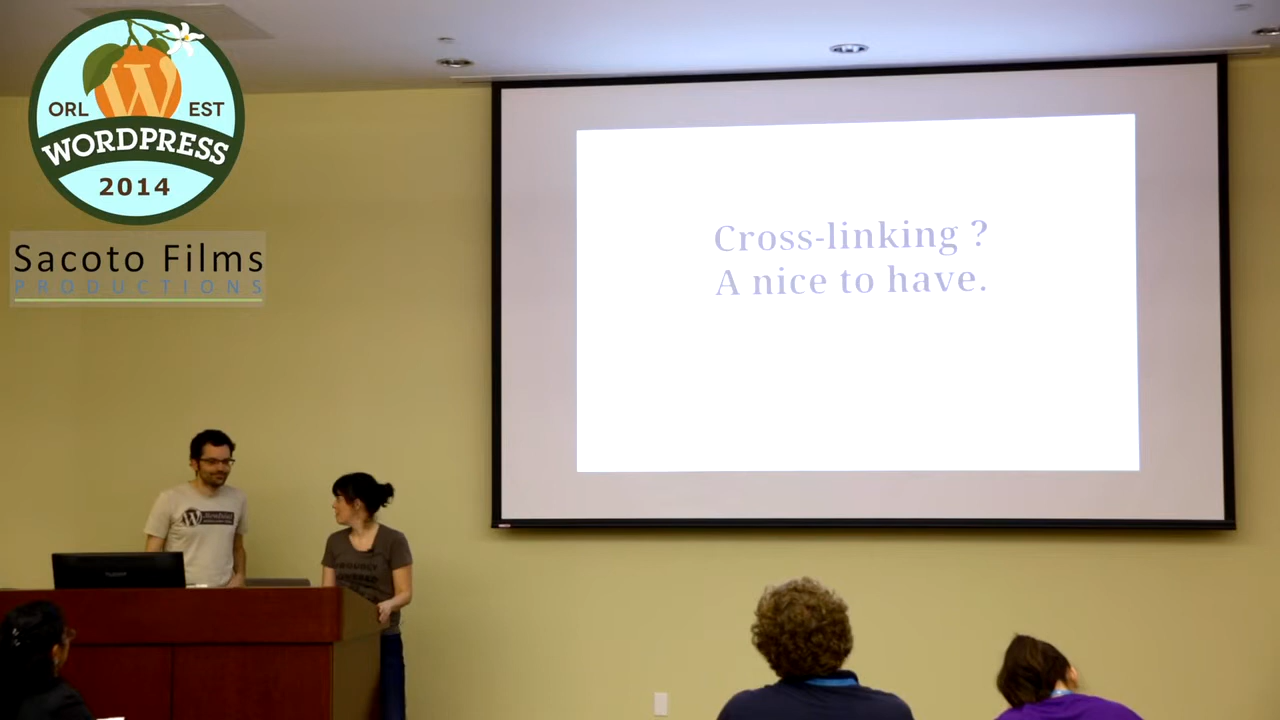 ORL EST
WORDPRESS
2014
Sacoto Films
PRODUCTIONS
Cross-linking ?
A nice to have.